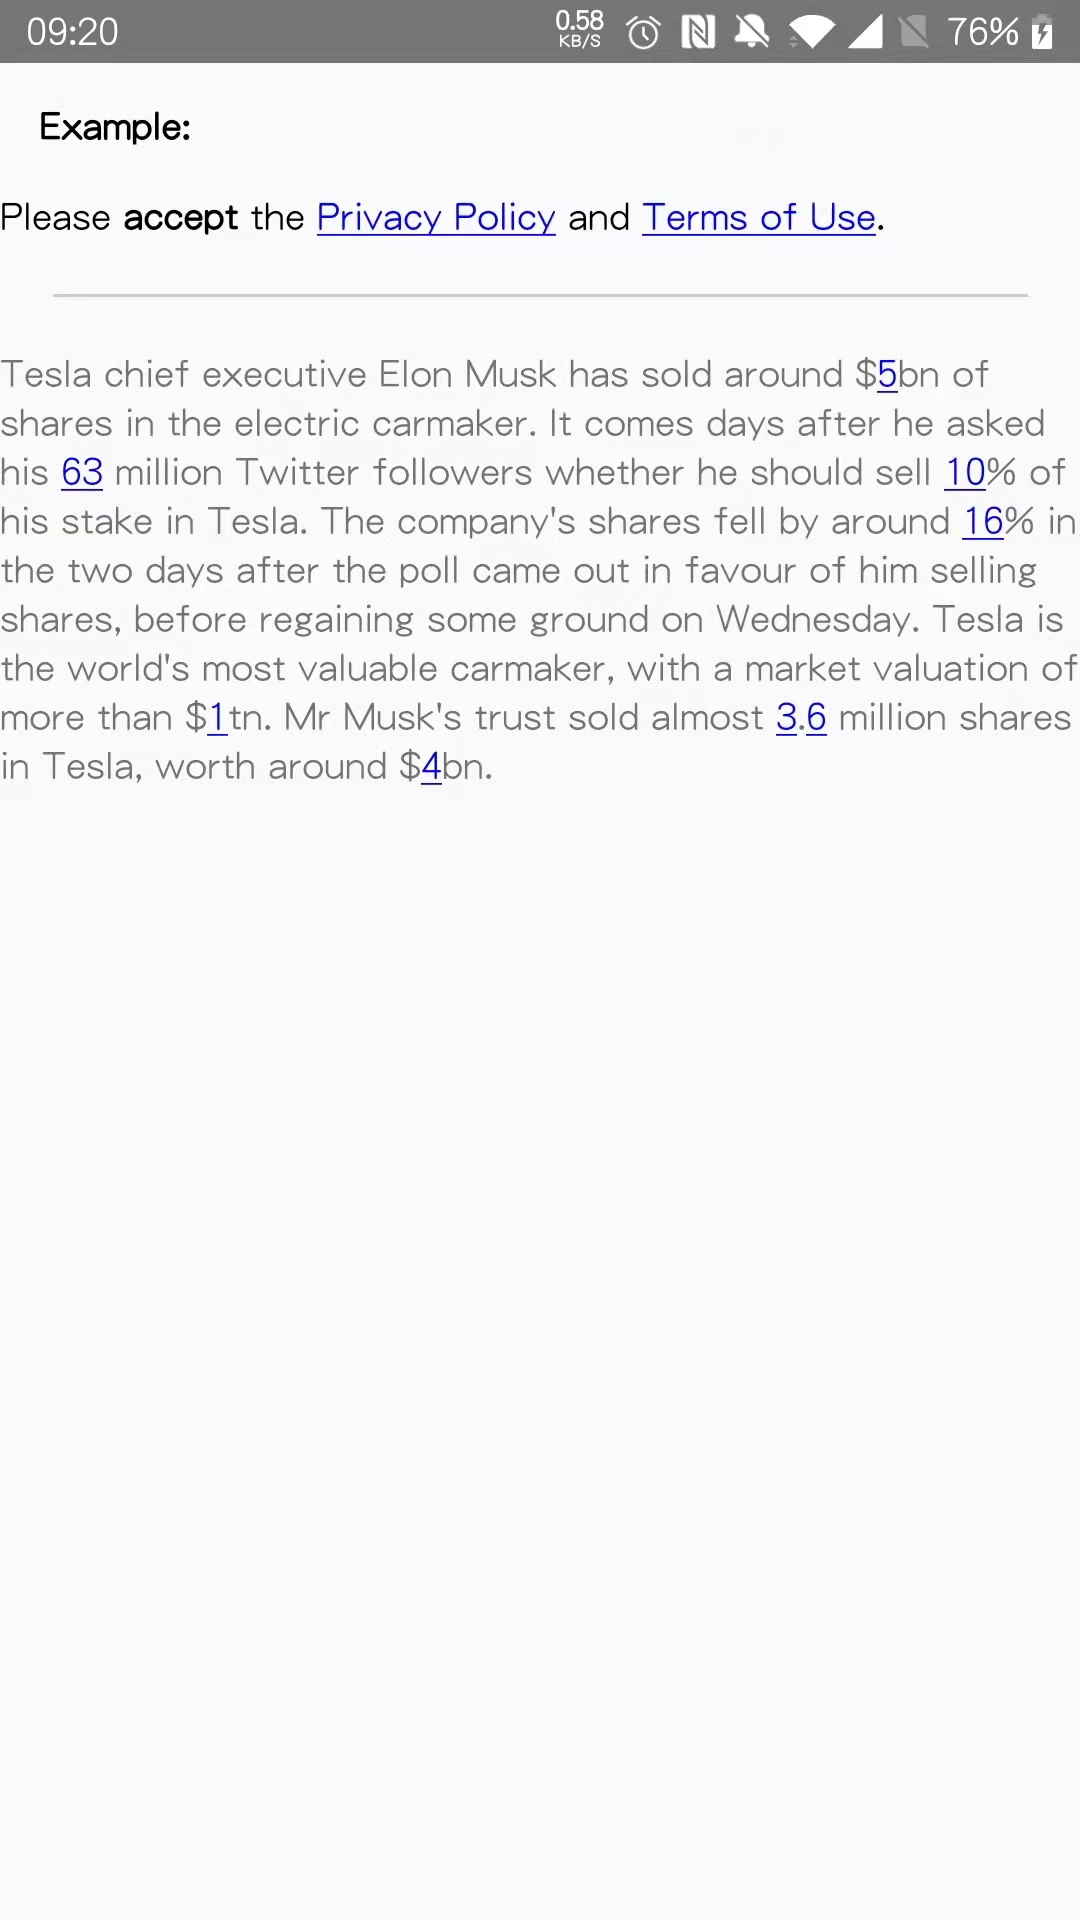 09:20 0.58 KB/S 76%
Example:
Please accept the Privacy Policy and Terms of Use.
Tesla chief executive Elon Musk has sold around $5bn of
shares in the electric carmaker. It comes days after he asked
his 63 million Twitter followers whether he should sell 10% of
his stake in Tesla. The company's shares fell by around 16% in
the two days after the poll came out in favour of him selling
shares, before regaining some ground on Wednesday. Tesla is
the world's most valuable carmaker, with a market valuation of
more than $1tn. Mr Musk's trust sold almost 3.6 million shares
in Tesla, worth around $4bn.